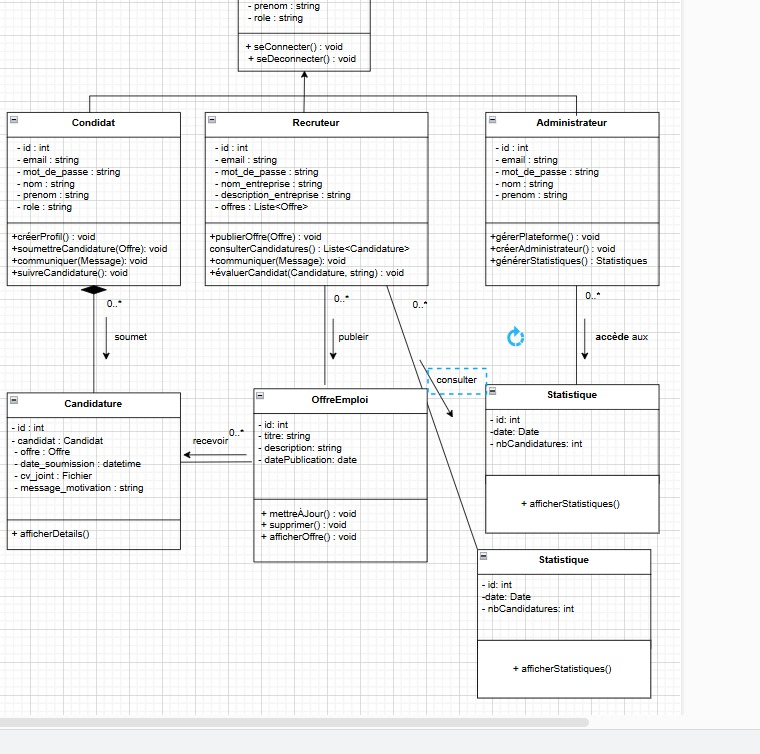 - prenom : string
- role : string
+ seConnecter() : void
+ seDeconnecter() : void
Condidat
- id : int
- email : string
- mot_de_passe : string
- nom : string
- prenom : string
- role : string
+créerProfil() : void
+soumettreCandidature(Offre): void
+communiquer(Message): void
+suivreCandidature(): void
Recruteur
- id : int
- email : string
- mot_de_passe : string
- nom_entreprise : string
- description_entreprise : string
- offres : Liste<Offre>
+publierOffre(Offre) : void
consulterCandidatures() : Liste<Candidature>
+communiquer(Message): void
+évaluerCandidat(Candidature, string) : void
Administrateur
- id : int
- email : string
- mot_de_passe : string
- nom : string
- prenom : string
+gérerPlateforme() : void
+créerAdministrateur() : void
+générerStatistiques() : Statistiques
0..*
soumet
0..*
publeir
0..*
consulter
0..*
accède aux
Candidature
- id : int
- candidat : Candidat
- offre : Offre
- date_soumission : datetime
- cv_joint : Fichier
- message_motivation : string
+ afficherDetails()
0..*
recevoir
OffreEmploi
- id: int
- titre: string
- description: string
- datePublication: date
+ mettreÀJour() : void
+ supprimer() : void
+ afficherOffre() : void
Statistique
- id: int
-date: Date
- nbCandidatures: int
+ afficherStatistiques()
Statistique
- id: int
-date: Date
- nbCandidatures: int
+ afficherStatistiques()